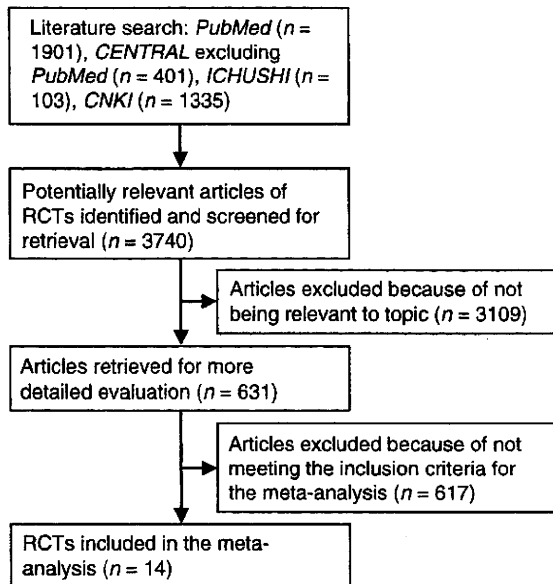 Literature search: PubMed (n =
1901), CENTRAL excluding
PubMed (n = 401), ICHUSHI (n =
103), CNKI (n = 1335)
Potentially relevant articles of
RCTs identified and screened for
retrieval (n = 3740)
Articles excluded because of not
being relevant to topic (n = 3109)
Articles retrieved for more
detailed evaluation (n = 631)
Articles excluded because of not
meeting the inclusion criteria for
the meta-analysis (n = 617)
RCTs included in the meta-
analysis (n = 14)